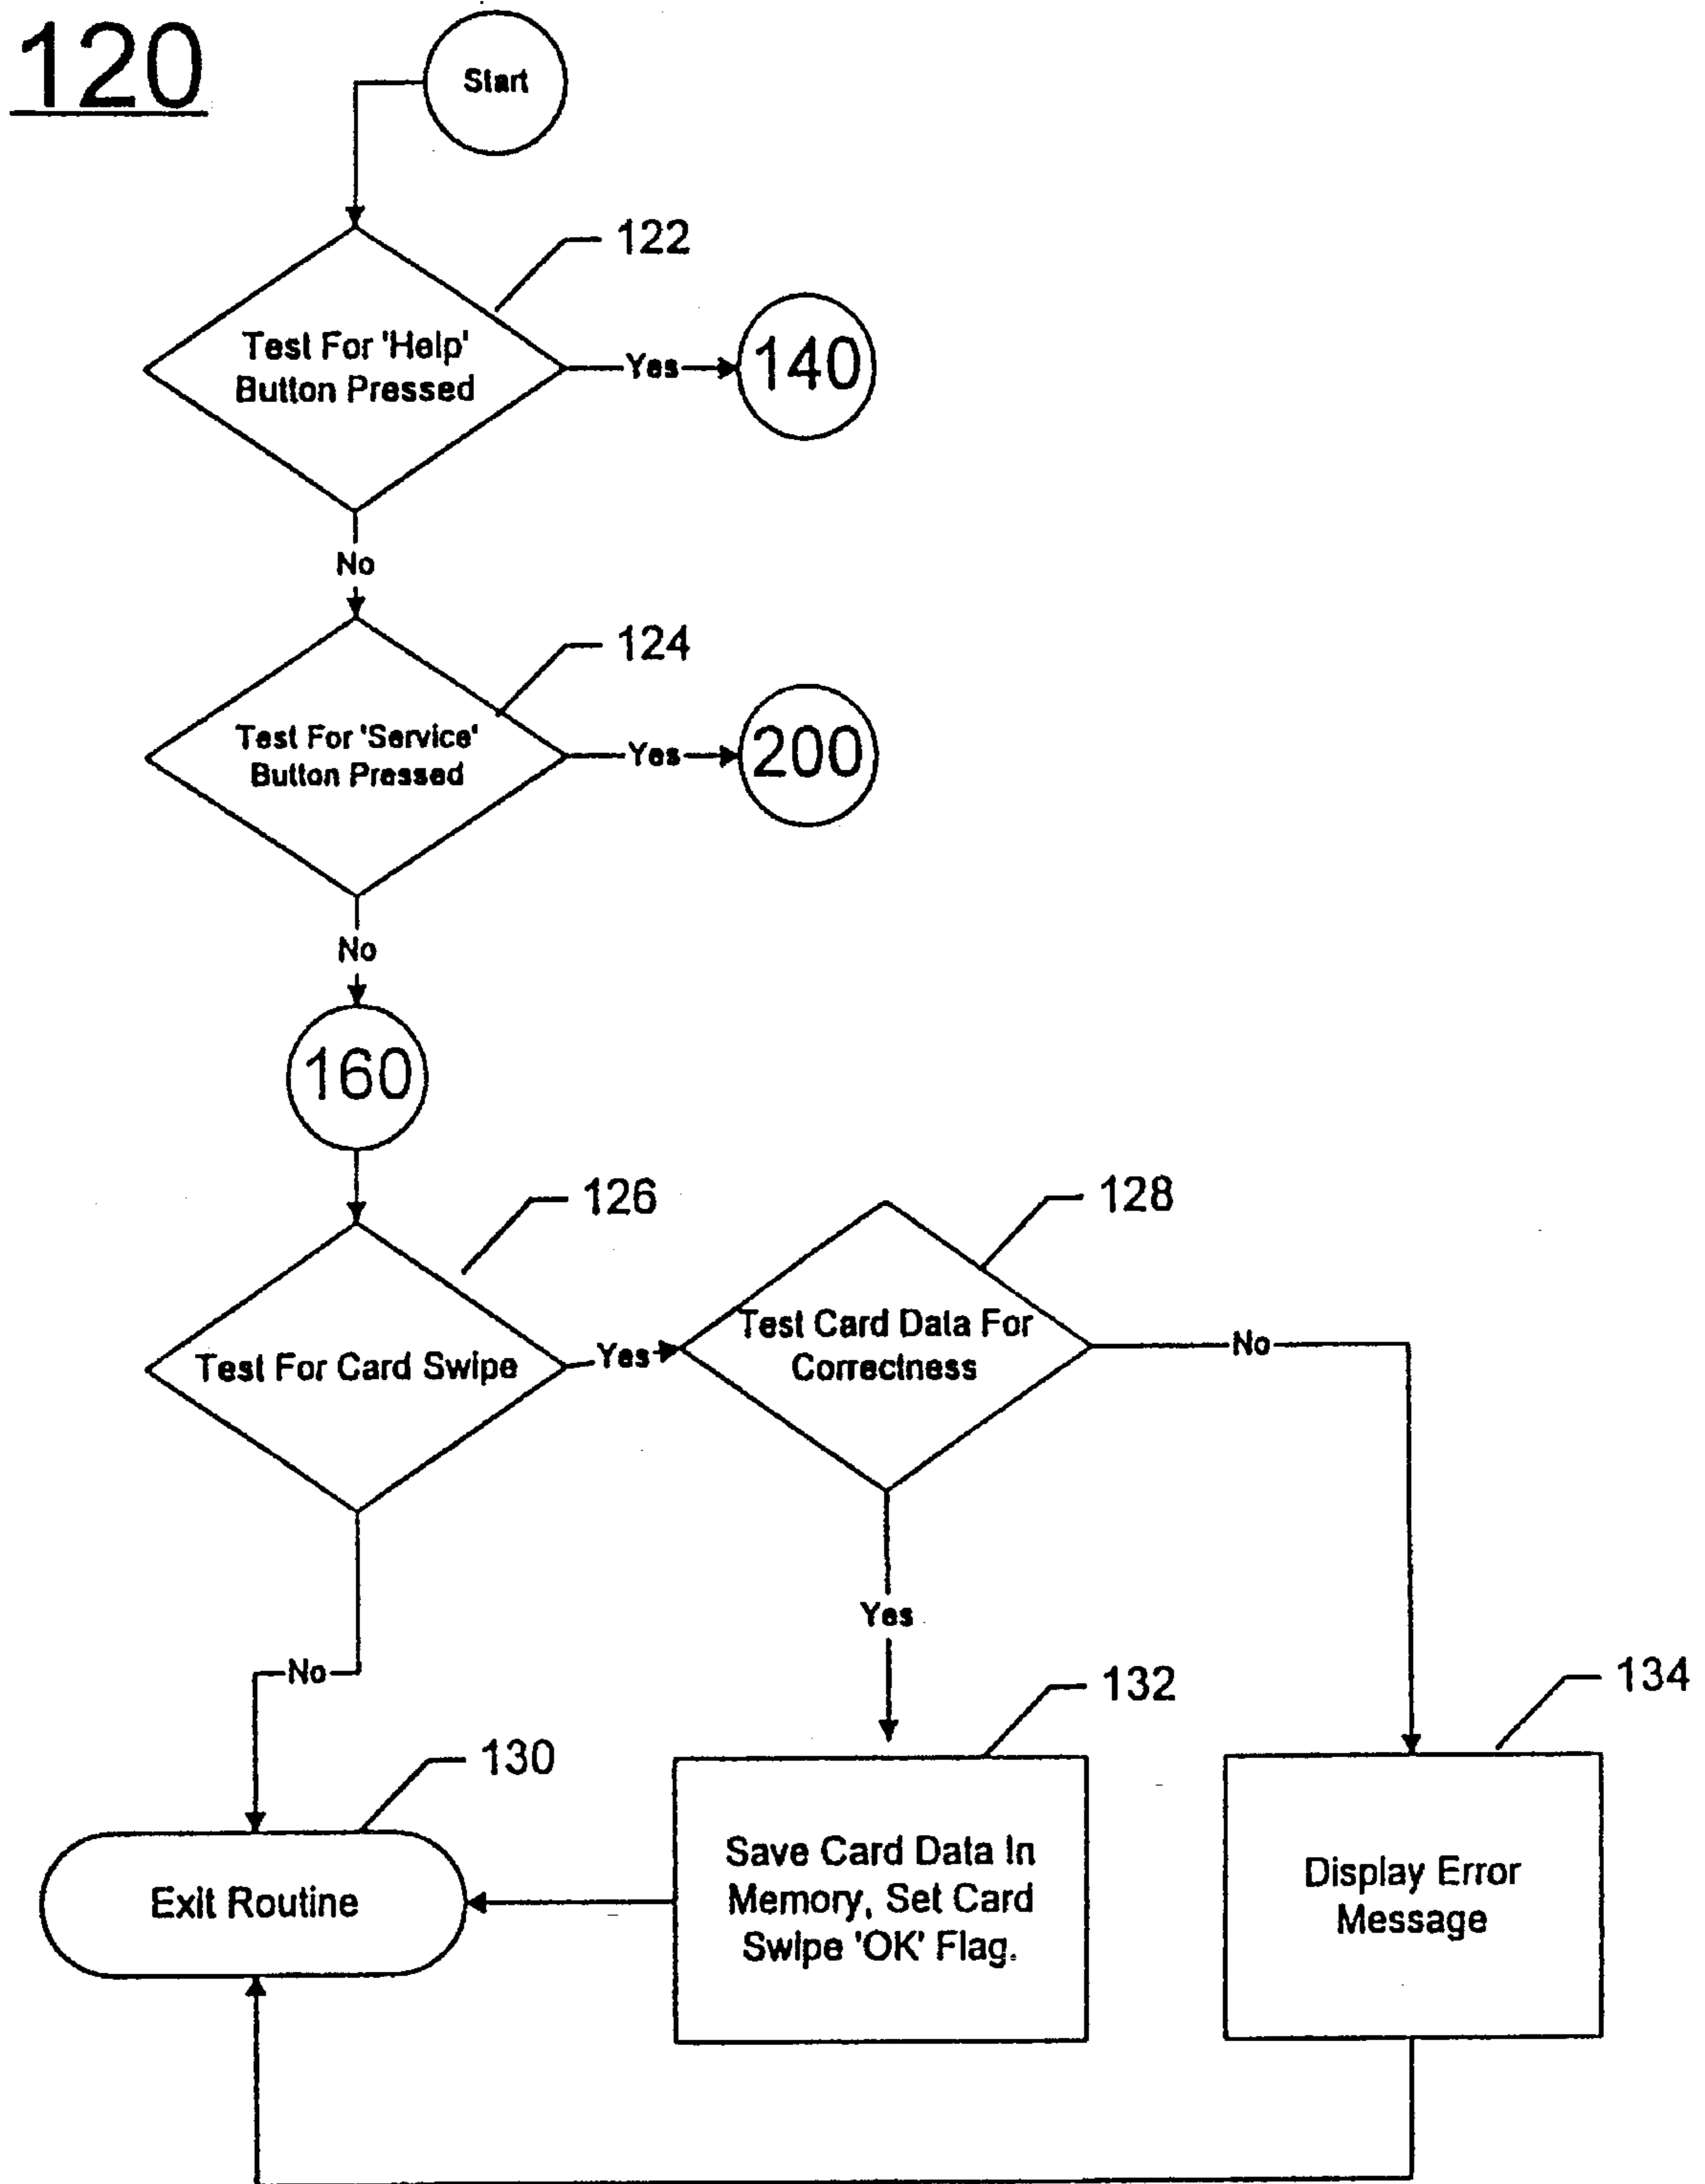 120
Start
122
Test For 'Help'
Button Pressed
Yes
140
No
124
Test For 'Service'
Button Pressed
Yes
200
No
160
126
128
Test For Card Swipe
Yes
Test Card Data For
Correctness
No
Yes
No
130
132
134
Exit Routine
Save Card Data In
Memory, Set Card
Swipe 'OK' Flag.
Display Error
Message